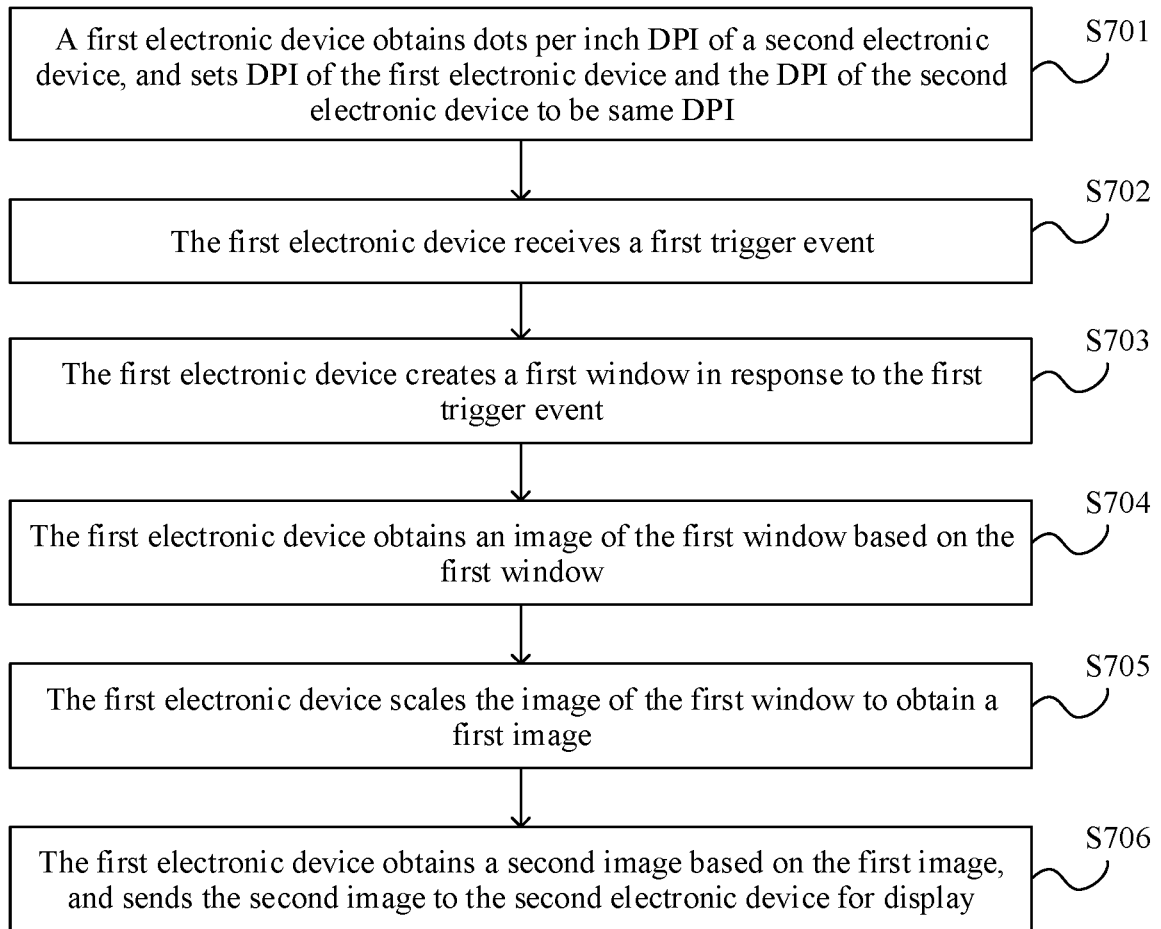 A first electronic device obtains dots per inch DPI of a second electronic
device, and sets DPI of the first electronic device and the DPI of the second
electronic device to be same DPI
S701
The first electronic device receives a first trigger event
S702
The first electronic device creates a first window in response to the first
trigger event
S703
The first electronic device obtains an image of the first window based on the
first window
S704
The first electronic device scales the image of the first window to obtain a
first image
S705
The first electronic device obtains a second image based on the first image,
and sends the second image to the second electronic device for display
S706